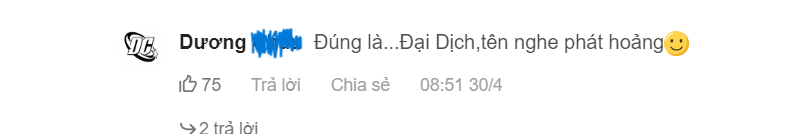 DC
Dương Đúng là...Đại Dịch,tên nghe phát hoảng
75 Trả lời Chia sẻ 08:51 30/4
2 trả lời